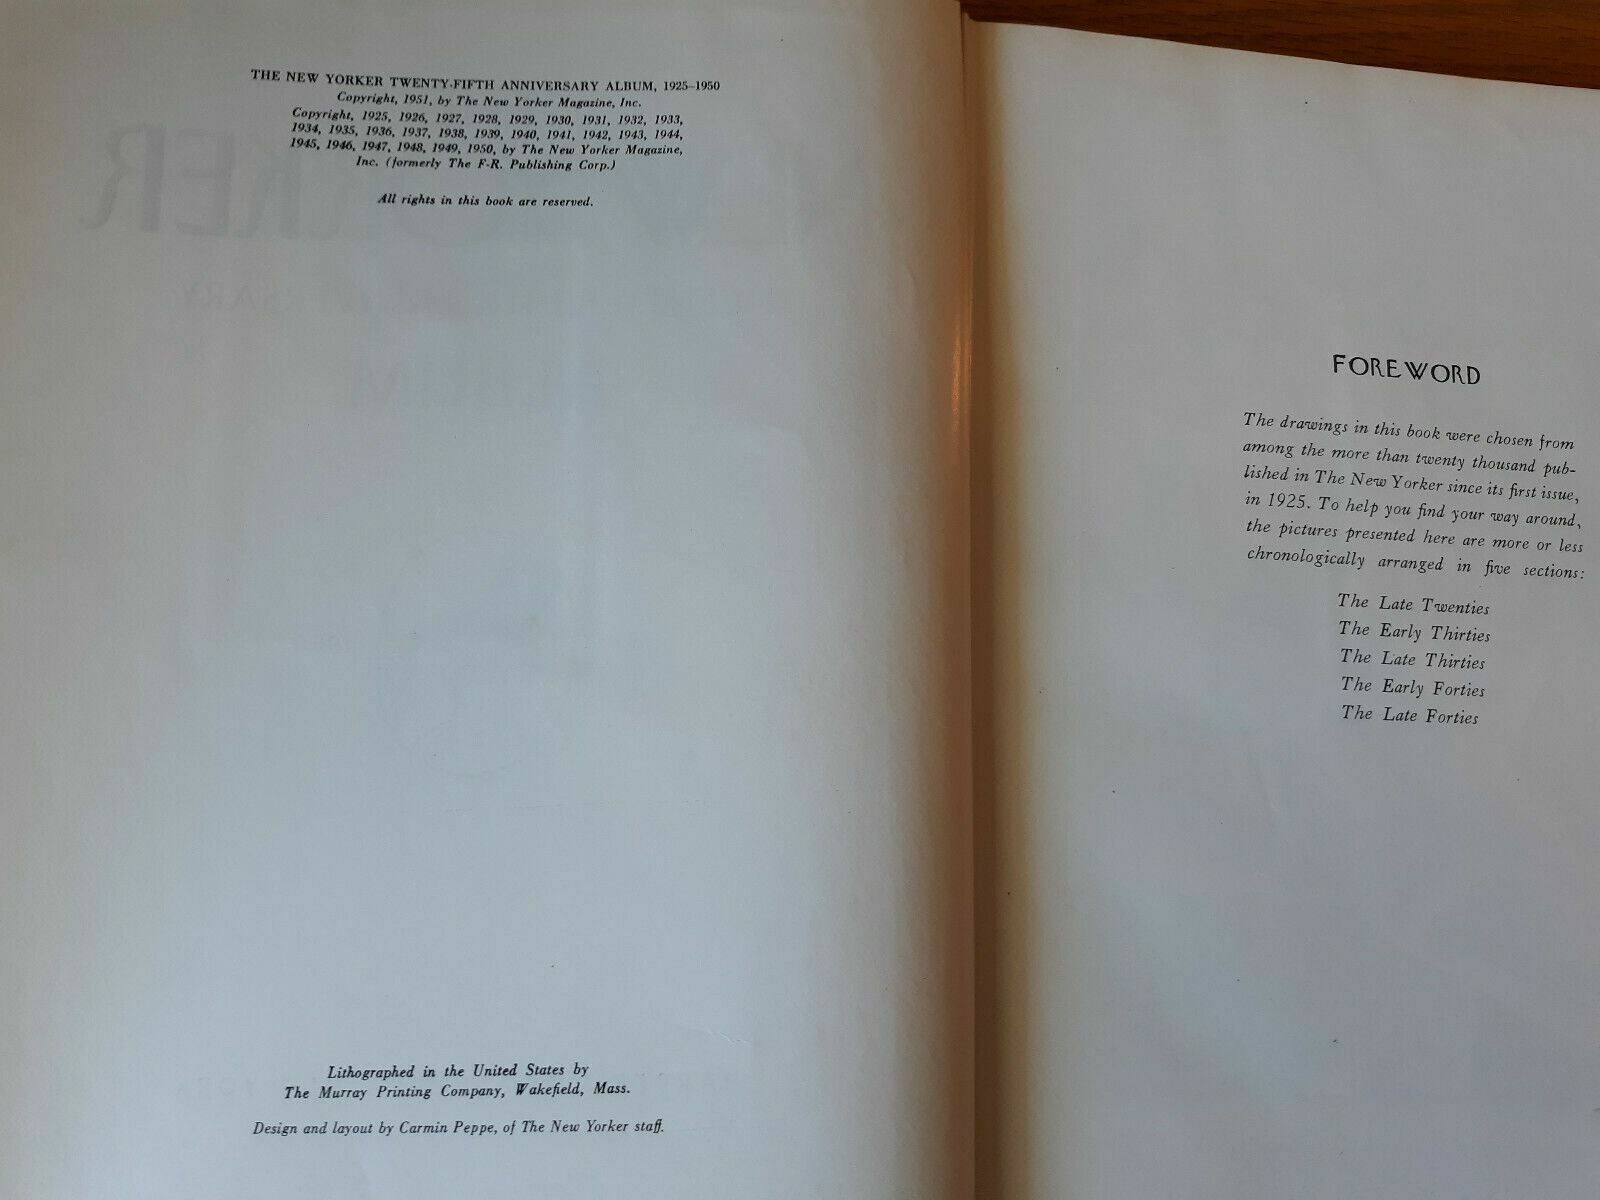 THE NEW YORKER TWENTY-FIFTH ANNIVERSARY ALBUM, 1925–1950
Copyright, 1951, by The New Yorker Magazine, Inc.
Copyright, 1925, 1926, 1927, 1928, 1929, 1930, 1931, 1932, 1933,
1934, 1935, 1936, 1937, 1938, 1939, 1940, 1941, 1942, 1943, 1944,
1945, 1946, 1947, 1948, 1949, 1950, by The New Yorker Magazine,
Inc. (formerly The F-R. Publishing Corp.)
All rights in this book are reserved.
Lithographed in the United States by
The Murray Printing Company, Wakefield, Mass.
Design and layout by Carmin Peppe, of The New Yorker staff.
FOREWORD
The drawings in this book were chosen from
among the more than twenty thousand pub-
lished in The New Yorker since its first issue,
in 1925. To help you find your way around,
the pictures presented here are more or less
chronologically arranged in five sections:
The Late Twenties
The Early Thirties
The Late Thirties
The Early Forties
The Late Forties